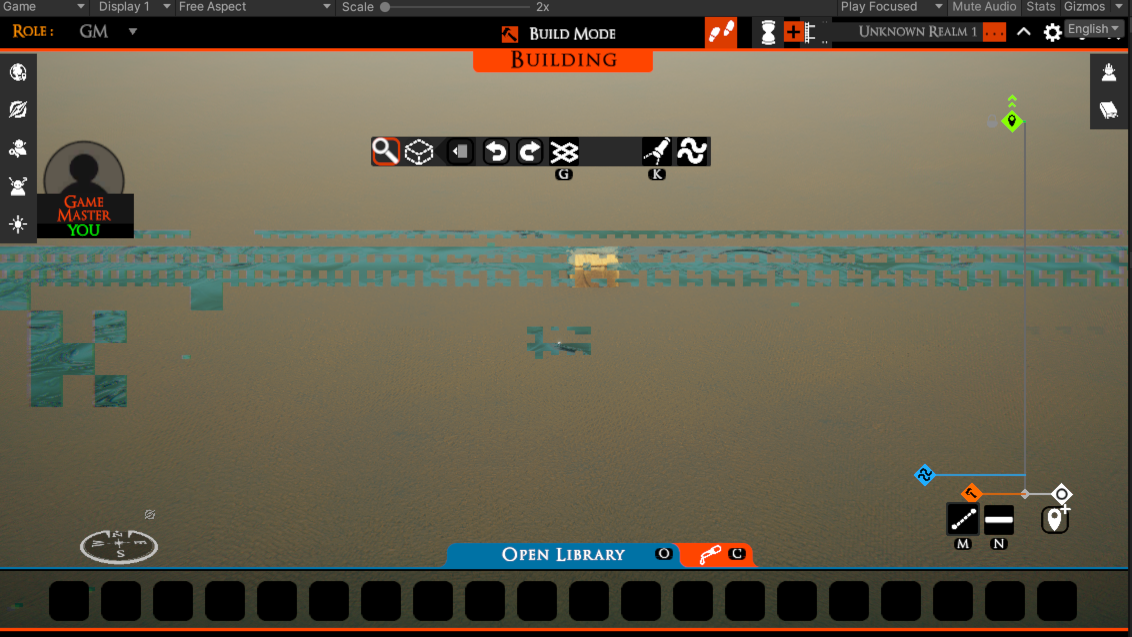 Game Display 1 Free Aspect Scale 2x Play Focused Mute Audio Stats Gizmos
Role: GM Build Mode Unknown Realm 1 ... English
Building
Game
Master
YOU
G K
N
S
M N
Open Library O C